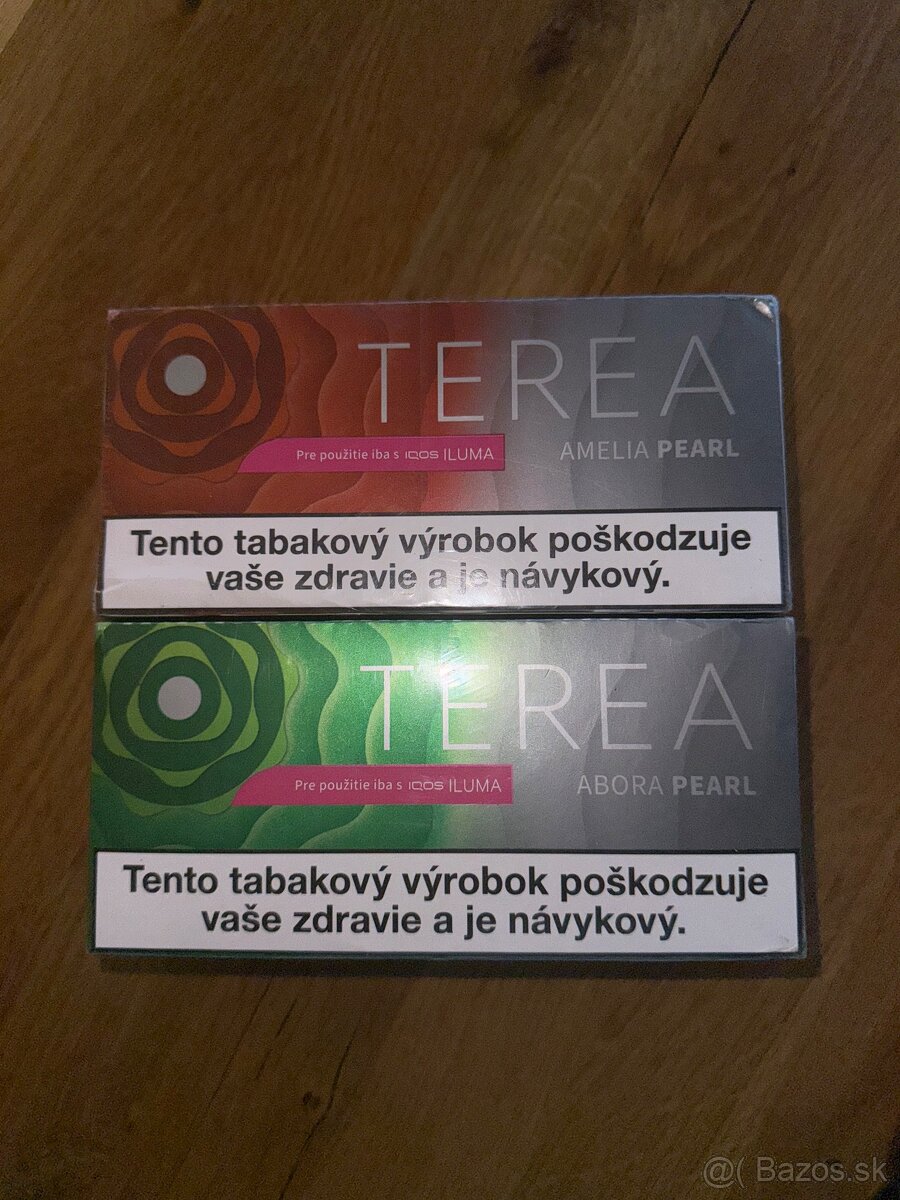 TEREA
Pre použitie iba s IQOS ILUMA
AMELIA PEARL
Tento tabakový výrobok poškodzuje
vaše zdravie a je návykový.
TEREA
Pre použitie iba s IQOS ILUMA
ABORA PEARL
Tento tabakový výrobok poškodzuje
vaše zdravie a je návykový.
@( Bazos.sk